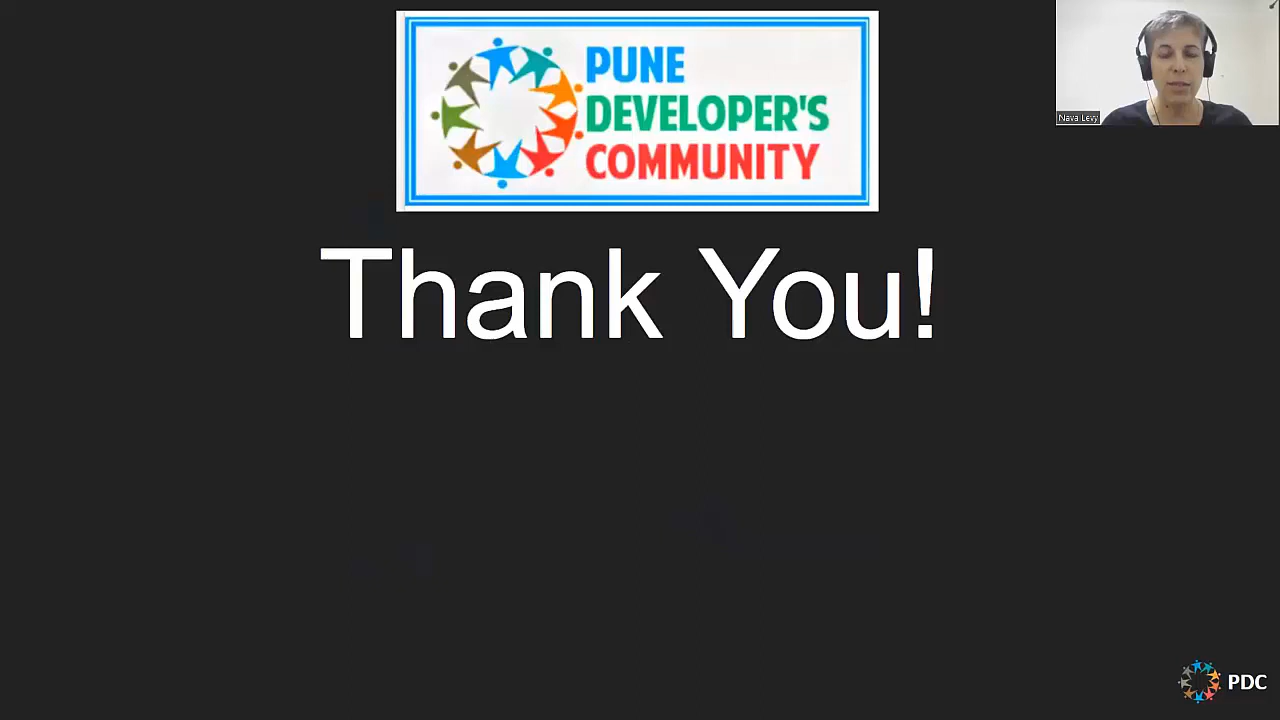 PUNE
DEVELOPER'S
COMMUNITY
Nava Levy
Thank You!
PDC